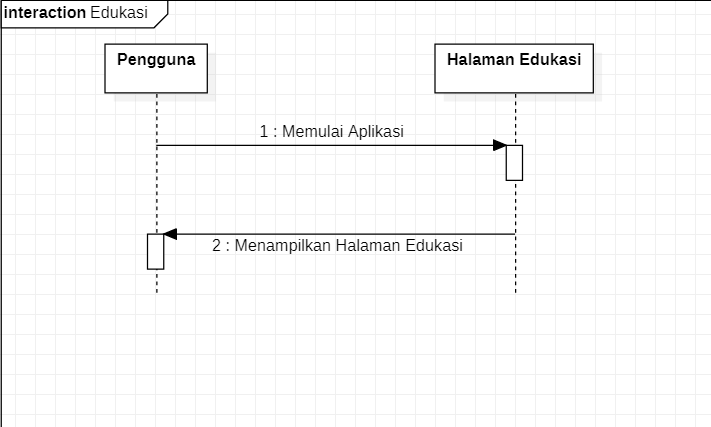 interaction Edukasi
Pengguna
Halaman Edukasi
1 : Memulai Aplikasi
2 : Menampilkan Halaman Edukasi